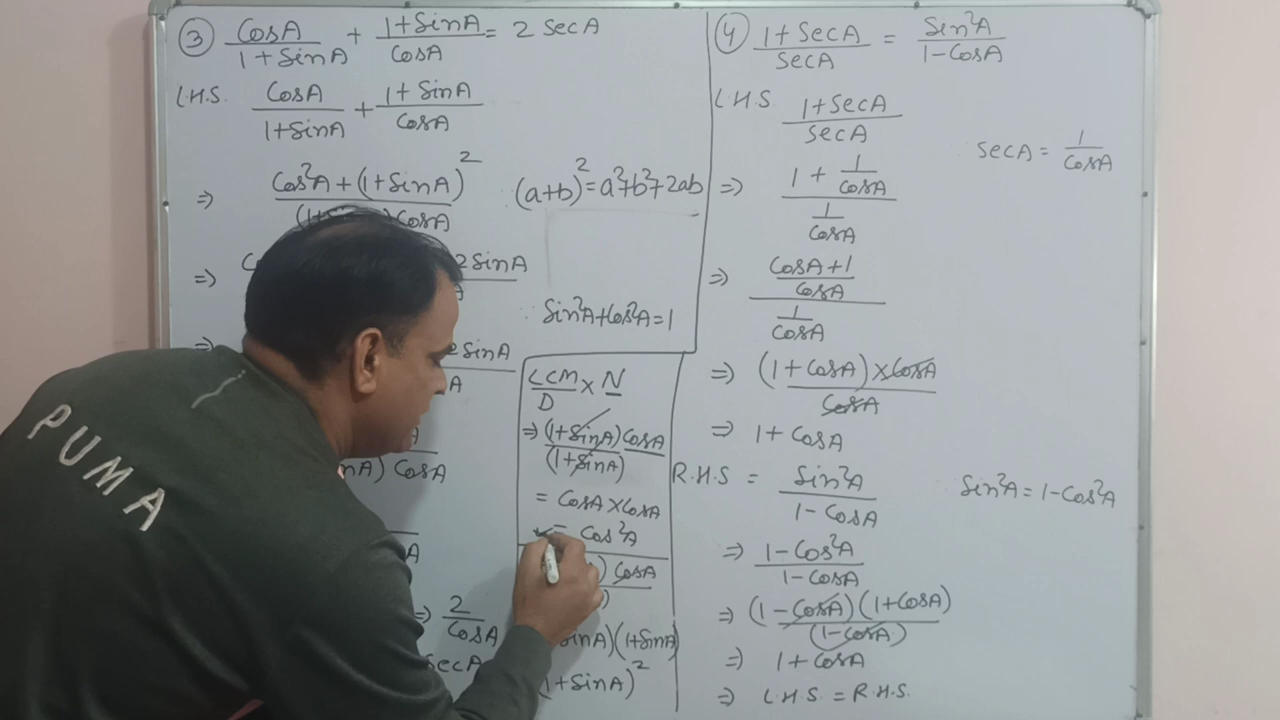 ③ CosA/(1+SinA) + (1+SinA)/CosA = 2 SecA
L.H.S. CosA/(1+SinA) + (1+SinA)/CosA
⇒ (Cos²A+(1+SinA)²)/( CosA) (a+b)²=a²+b²+2ab
⇒ 2SinA
∵ Sin²A+Cos²A=1
⇒ 2SinA
A
A
CosA
A
⇒ 2/CosA
SecA
LCM/D × N
⇒ (1+SinA)CosA/(1+SinA)
= CosA×CosA
= Cos²A
) CosA
SinA)(1+SinA)
(1+SinA)²
④ (1+SecA)/SecA = Sin²A/(1-CosA)
L.H.S. (1+SecA)/SecA
SecA = 1/CosA
⇒ (1+1/CosA)/(1/CosA)
⇒ ((CosA+1)/CosA)/(1/CosA)
⇒ (1+CosA)×CosA/CosA
⇒ 1+CosA
R.H.S = Sin²A/(1-CosA) Sin²A=1-Cos²A
⇒ (1-Cos²A)/(1-CosA)
⇒ (1-CosA)(1+CosA)/(1-CosA)
⇒ 1+CosA
⇒ L.H.S = R.H.S.
PUMA